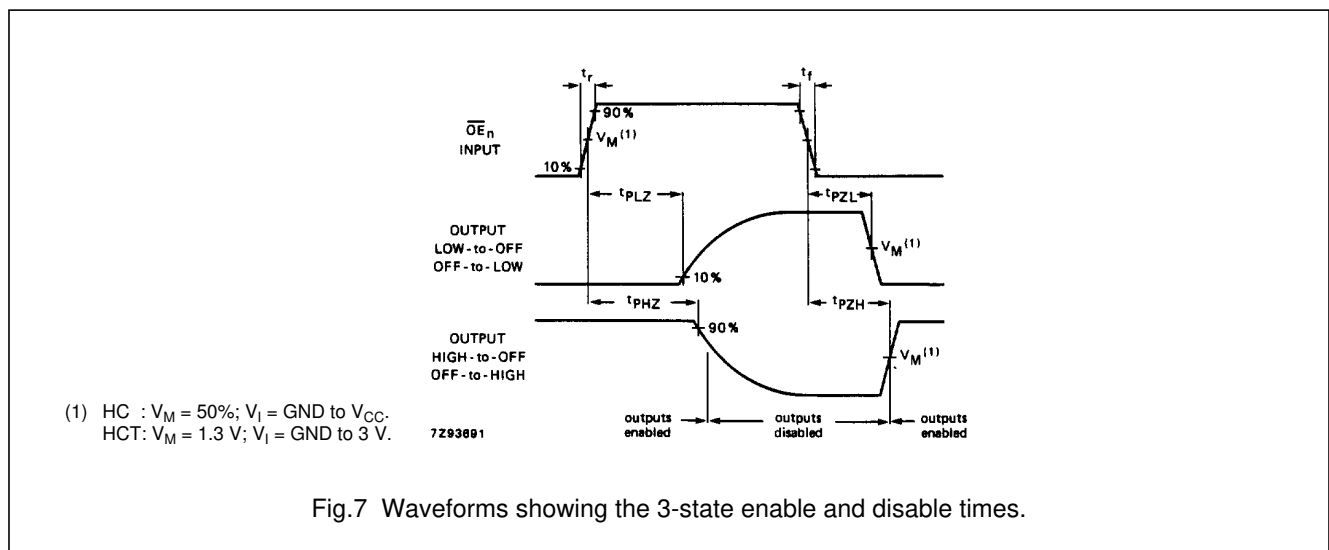 tr
tf
90%
OEn
INPUT
VM(1)
10%
tPLZ
tPZL
OUTPUT
LOW-to-OFF
OFF-to-LOW
VM(1)
10%
tPHZ
tPZH
90%
OUTPUT
HIGH-to-OFF
OFF-to-HIGH
VM(1)
(1) HC : VM = 50%; VI = GND to VCC.
HCT: VM = 1.3 V; VI = GND to 3 V.
7Z93691
outputs
enabled
outputs
disabled
outputs
enabled
Fig.7 Waveforms showing the 3-state enable and disable times.